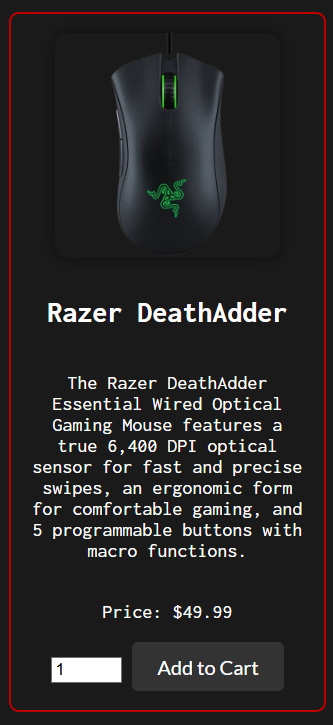 Razer DeathAdder
The Razer DeathAdder
Essential Wired Optical
Gaming Mouse features a
true 6,400 DPI optical
sensor for fast and precise
swipes, an ergonomic form
for comfortable gaming, and
5 programmable buttons with
macro functions.
Price: $49.99
1
Add to Cart